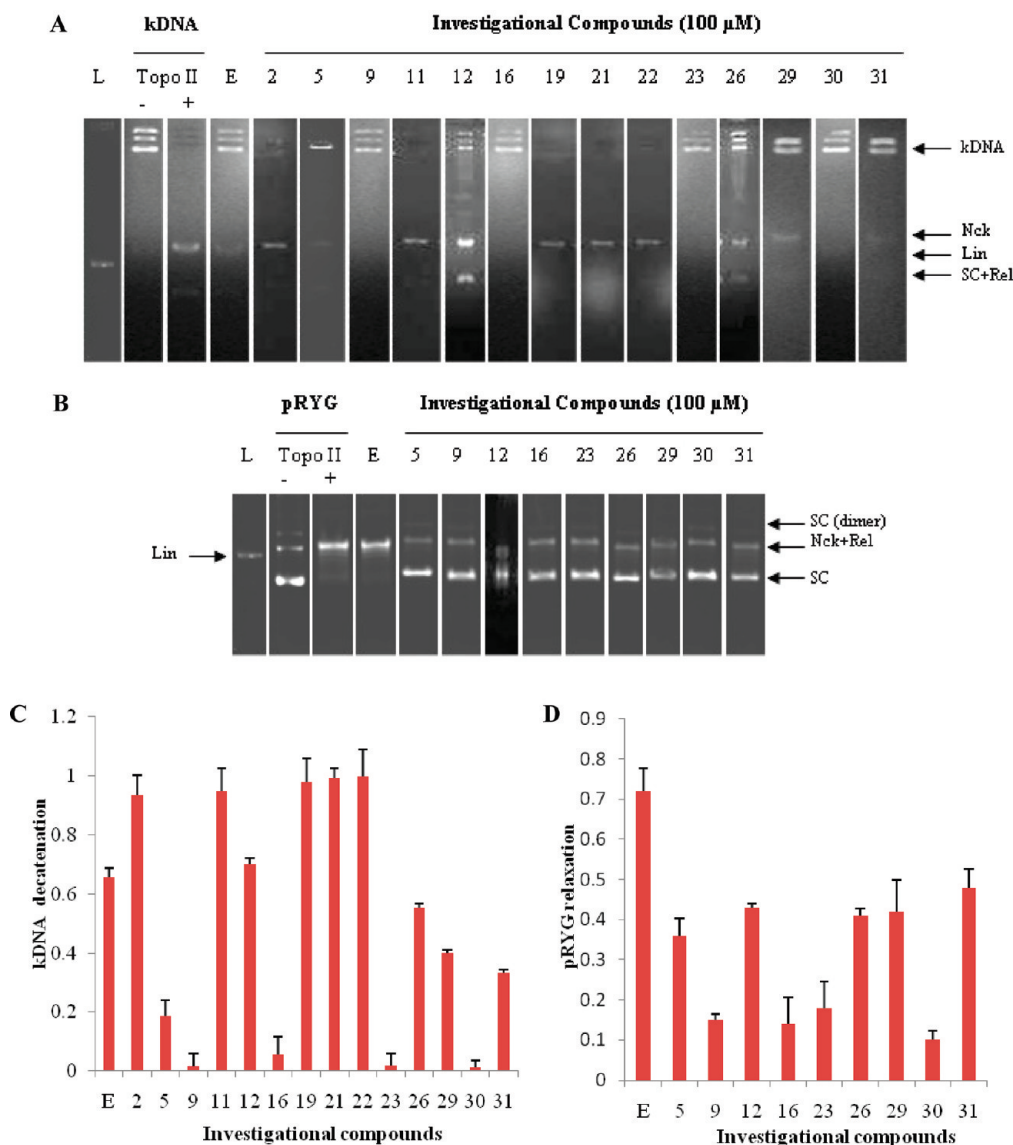 A
kDNA
Investigational Compounds (100 µM)
L Topo II E 2 5 9 11 12 16 19 21 22 23 26 29 30 31
- +
kDNA
Nck
Lin
SC+Rel
B
pRYG
Investigational Compounds (100 µM)
L Topo II E 5 9 12 16 23 26 29 30 31
- +
Lin
SC (dimer)
Nck+Rel
SC
C
kDNA decatenation
1.2
1
0.8
0.6
0.4
0.2
0
E 2 5 9 11 12 16 19 21 22 23 26 29 30 31
Investigational compounds
D
pRYG relaxation
0.9
0.8
0.7
0.6
0.5
0.4
0.3
0.2
0.1
0
E 5 9 12 16 23 26 29 30 31
Investigational compounds